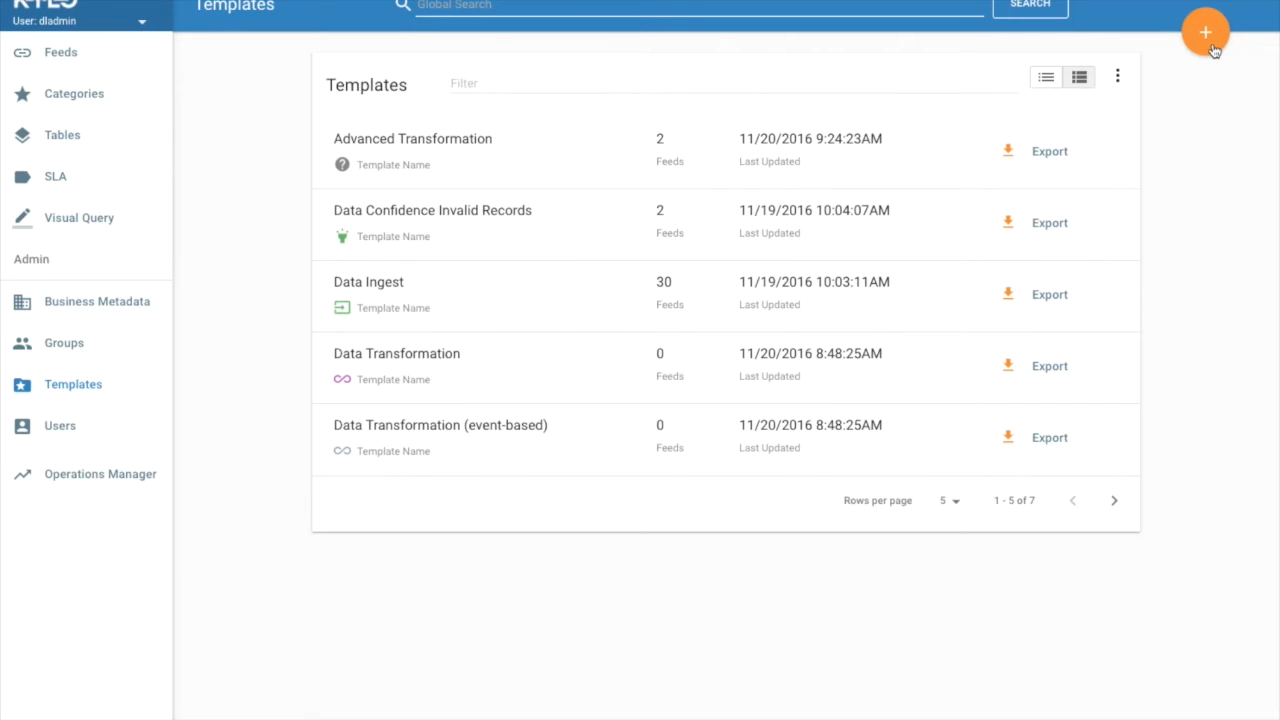 Templates
Global Search
SEARCH
User: dladmin
Feeds
Categories
Tables
SLA
Visual Query
Admin
Business Metadata
Groups
Templates
Users
Operations Manager
+
Templates
Filter
Advanced Transformation 2 11/20/2016 9:24:23AM Export
Template Name Feeds Last Updated
Data Confidence Invalid Records 2 11/19/2016 10:04:07AM Export
Template Name Feeds Last Updated
Data Ingest 30 11/19/2016 10:03:11AM Export
Template Name Feeds Last Updated
Data Transformation 0 11/20/2016 8:48:25AM Export
Template Name Feeds Last Updated
Data Transformation (event-based) 0 11/20/2016 8:48:25AM Export
Template Name Feeds Last Updated
Rows per page 5 1 - 5 of 7